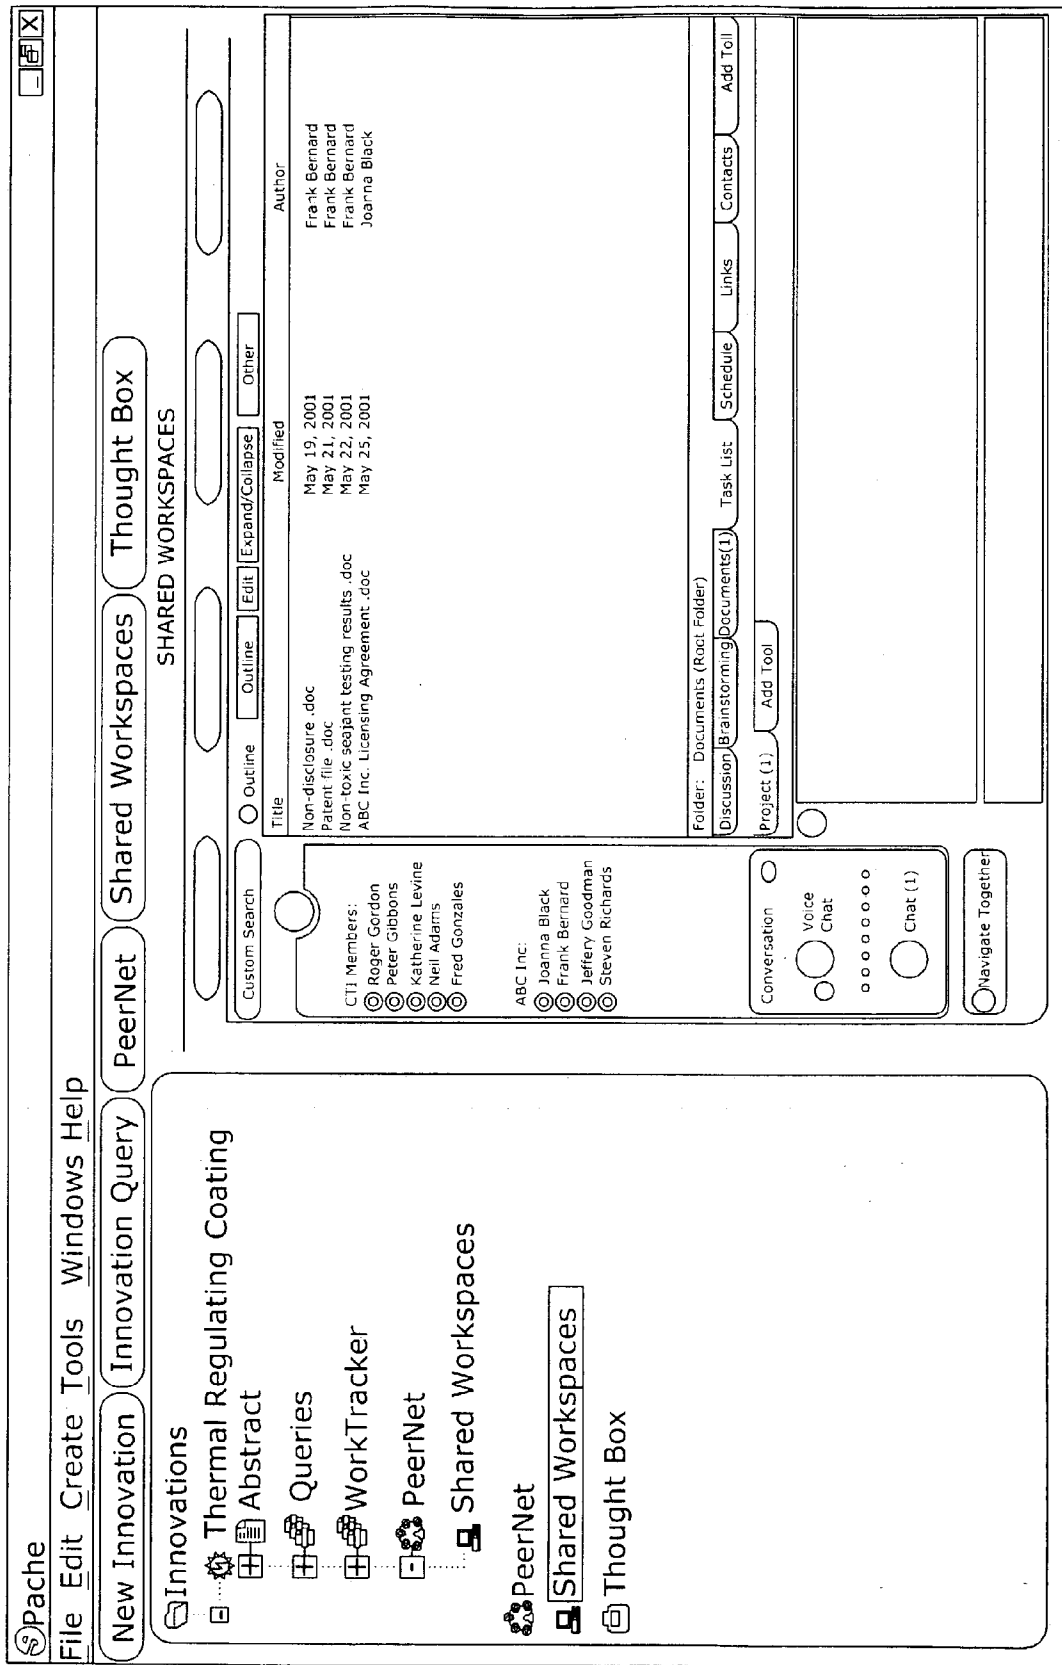 Pache
File Edit Create Tools Windows Help
New Innovation Innovation Query PeerNet Shared Workspaces Thought Box
Innovations
Thermal Regulating Coating
Abstract
Queries
WorkTracker
PeerNet
Shared Workspaces
PeerNet
Shared Workspaces
Thought Box
SHARED WORKSPACES
Custom Search Outline Outline Edit Expand/Collapse Other
CTI Members:
Roger Gordon
Peter Gibbons
Katherine Levine
Neil Adams
Fred Gonzales
ABC Inc:
Joanna Black
Frank Bernard
Jeffery Goodman
Steven Richards
Conversation
Voice
Chat
Chat (1)
Navigate Together
Title Modified Author
Non-disclosure .doc May 19, 2001 Frank Bernard
Patent file .doc May 21, 2001 Frank Bernard
Non-toxic seajant testing results .doc May 22, 2001 Frank Bernard
ABC Inc. Licensing Agreement .doc May 25, 2001 Joanna Black
Folder: Documents (Root Folder)
Discussion Brainstorming Documents(1) Task List Schedule Links Contacts Add Toll
Project (1) Add Tool